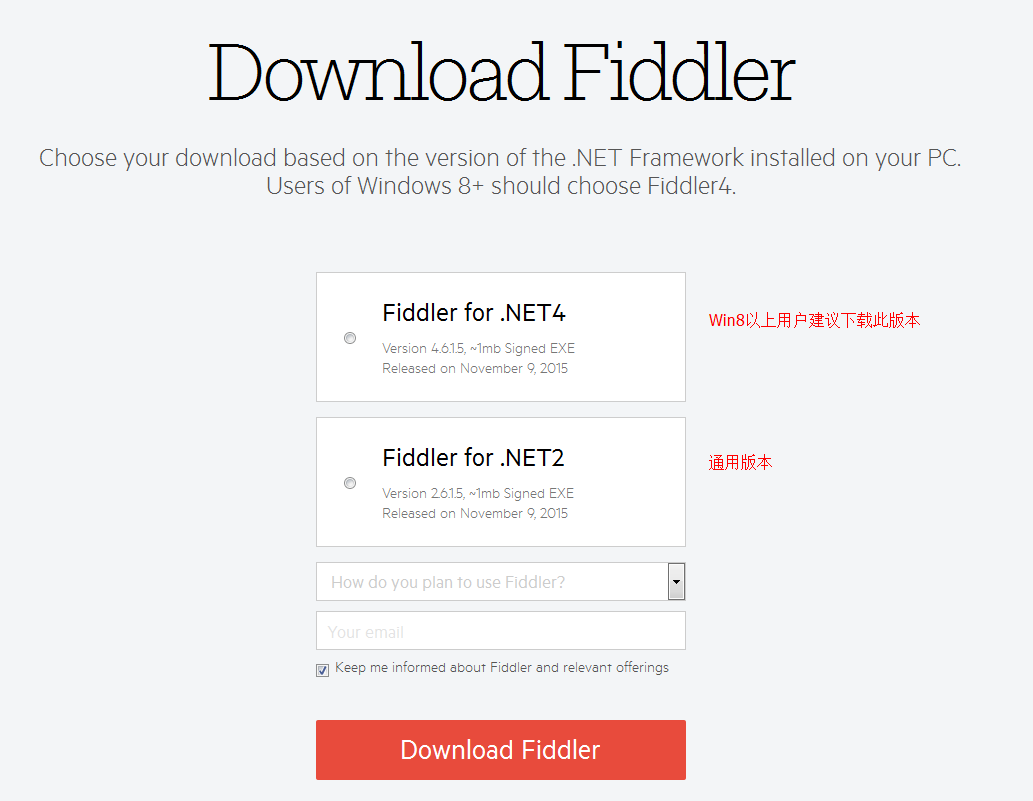 Download Fiddler
Choose your download based on the version of the .NET Framework installed on your PC.
Users of Windows 8+ should choose Fiddler4.
Fiddler for .NET4
Version 4.6.1.5, ~1mb Signed EXE
Released on November 9, 2015
Win8以上用户建议下载此版本
Fiddler for .NET2
Version 2.6.1.5, ~1mb Signed EXE
Released on November 9, 2015
通用版本
How do you plan to use Fiddler?
Your email
Keep me informed about Fiddler and relevant offerings
Download Fiddler